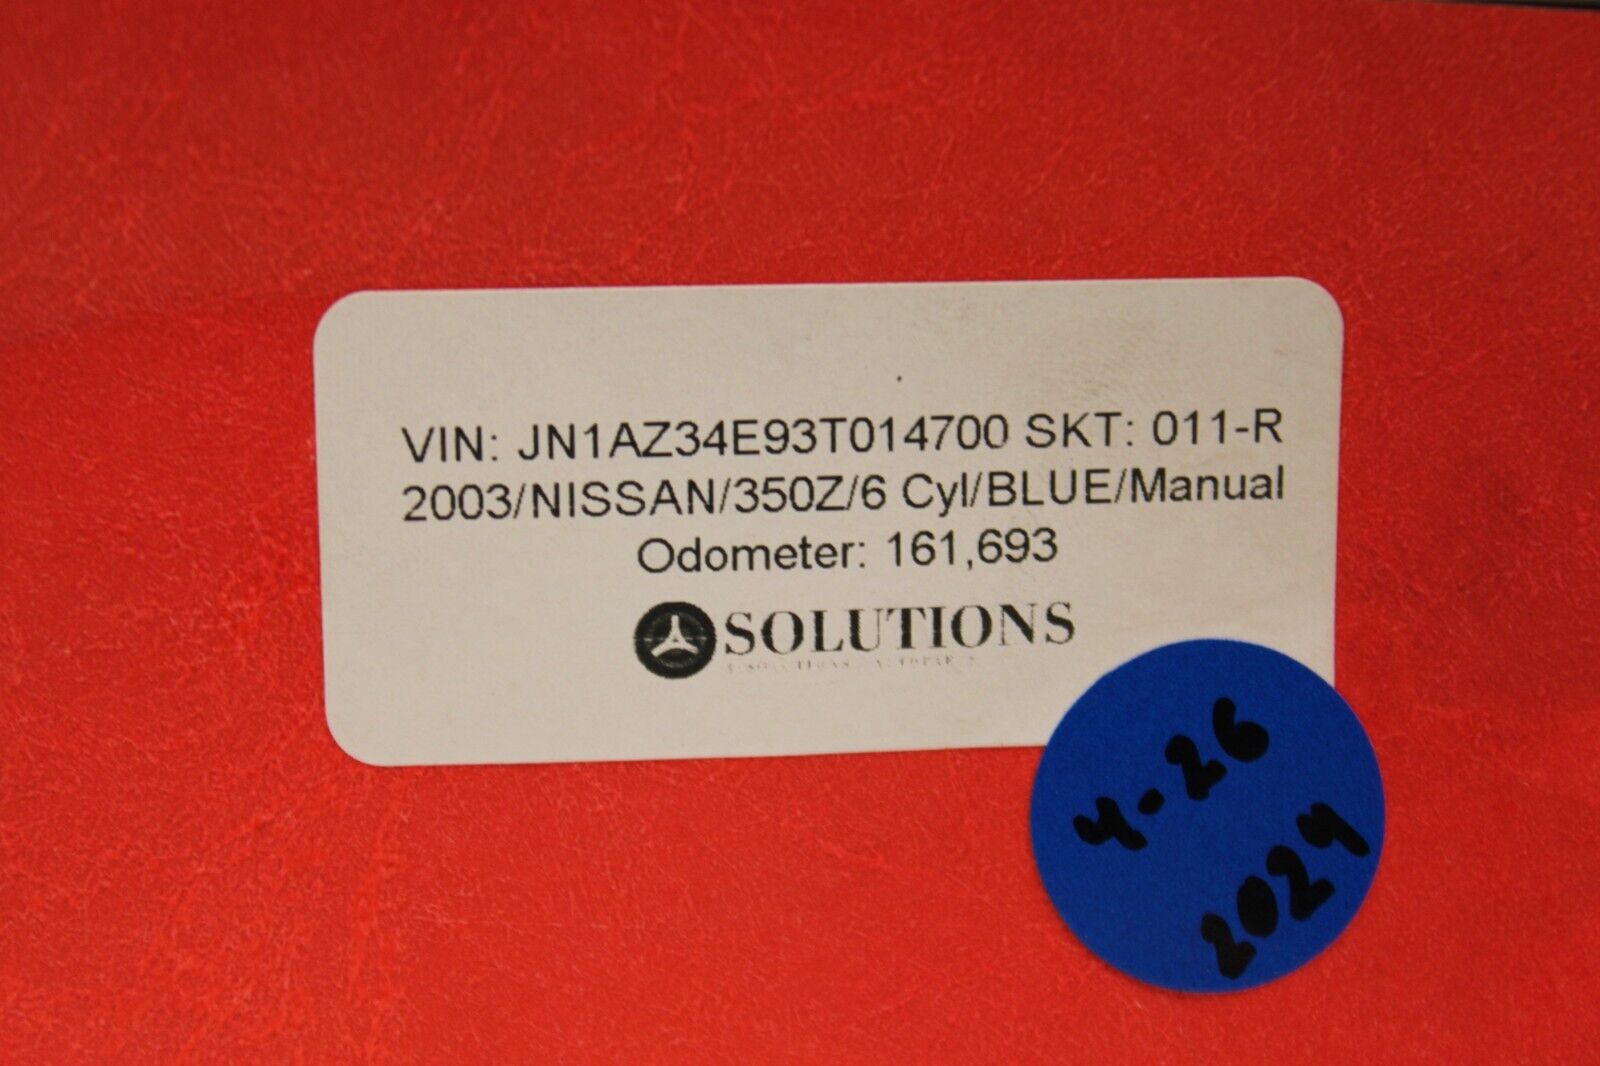 VIN: JN1AZ34E93T014700 SKT: 011-R
2003/NISSAN/350Z/6 Cyl/BLUE/Manual
Odometer: 161,693
SOLUTIONS
4-26
2024